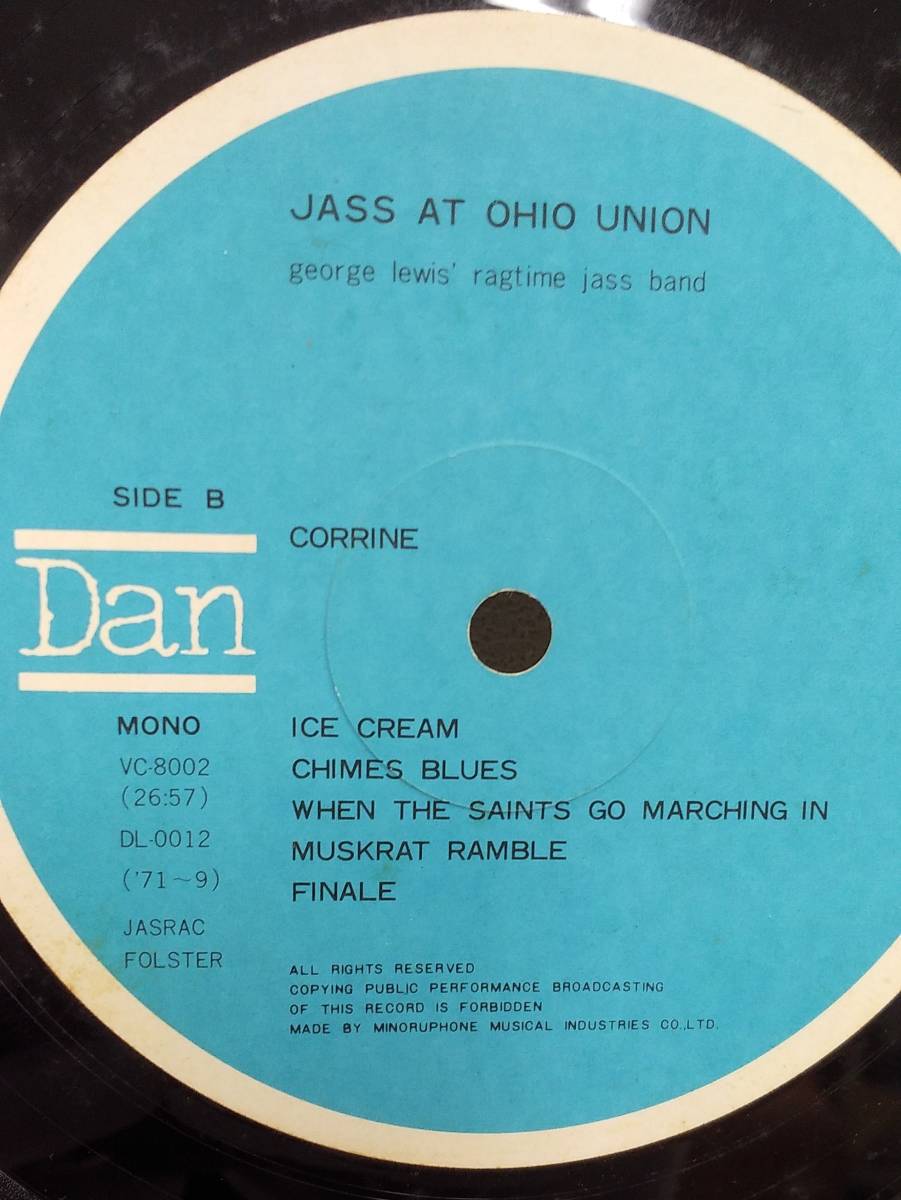 JASS AT OHIO UNION
george lewis' ragtime jass band
SIDE B
Dan
CORRINE
MONO
VC-8002
(26:57)
DL-0012
('71～9)
JASRAC
FOLSTER
ICE CREAM
CHIMES BLUES
WHEN THE SAINTS GO MARCHING IN
MUSKRAT RAMBLE
FINALE
ALL RIGHTS RESERVED
COPYING PUBLIC PERFORMANCE BROADCASTING
OF THIS RECORD IS FORBIDDEN
MADE BY MINORUPHONE MUSICAL INDUSTRIES CO.,LTD.